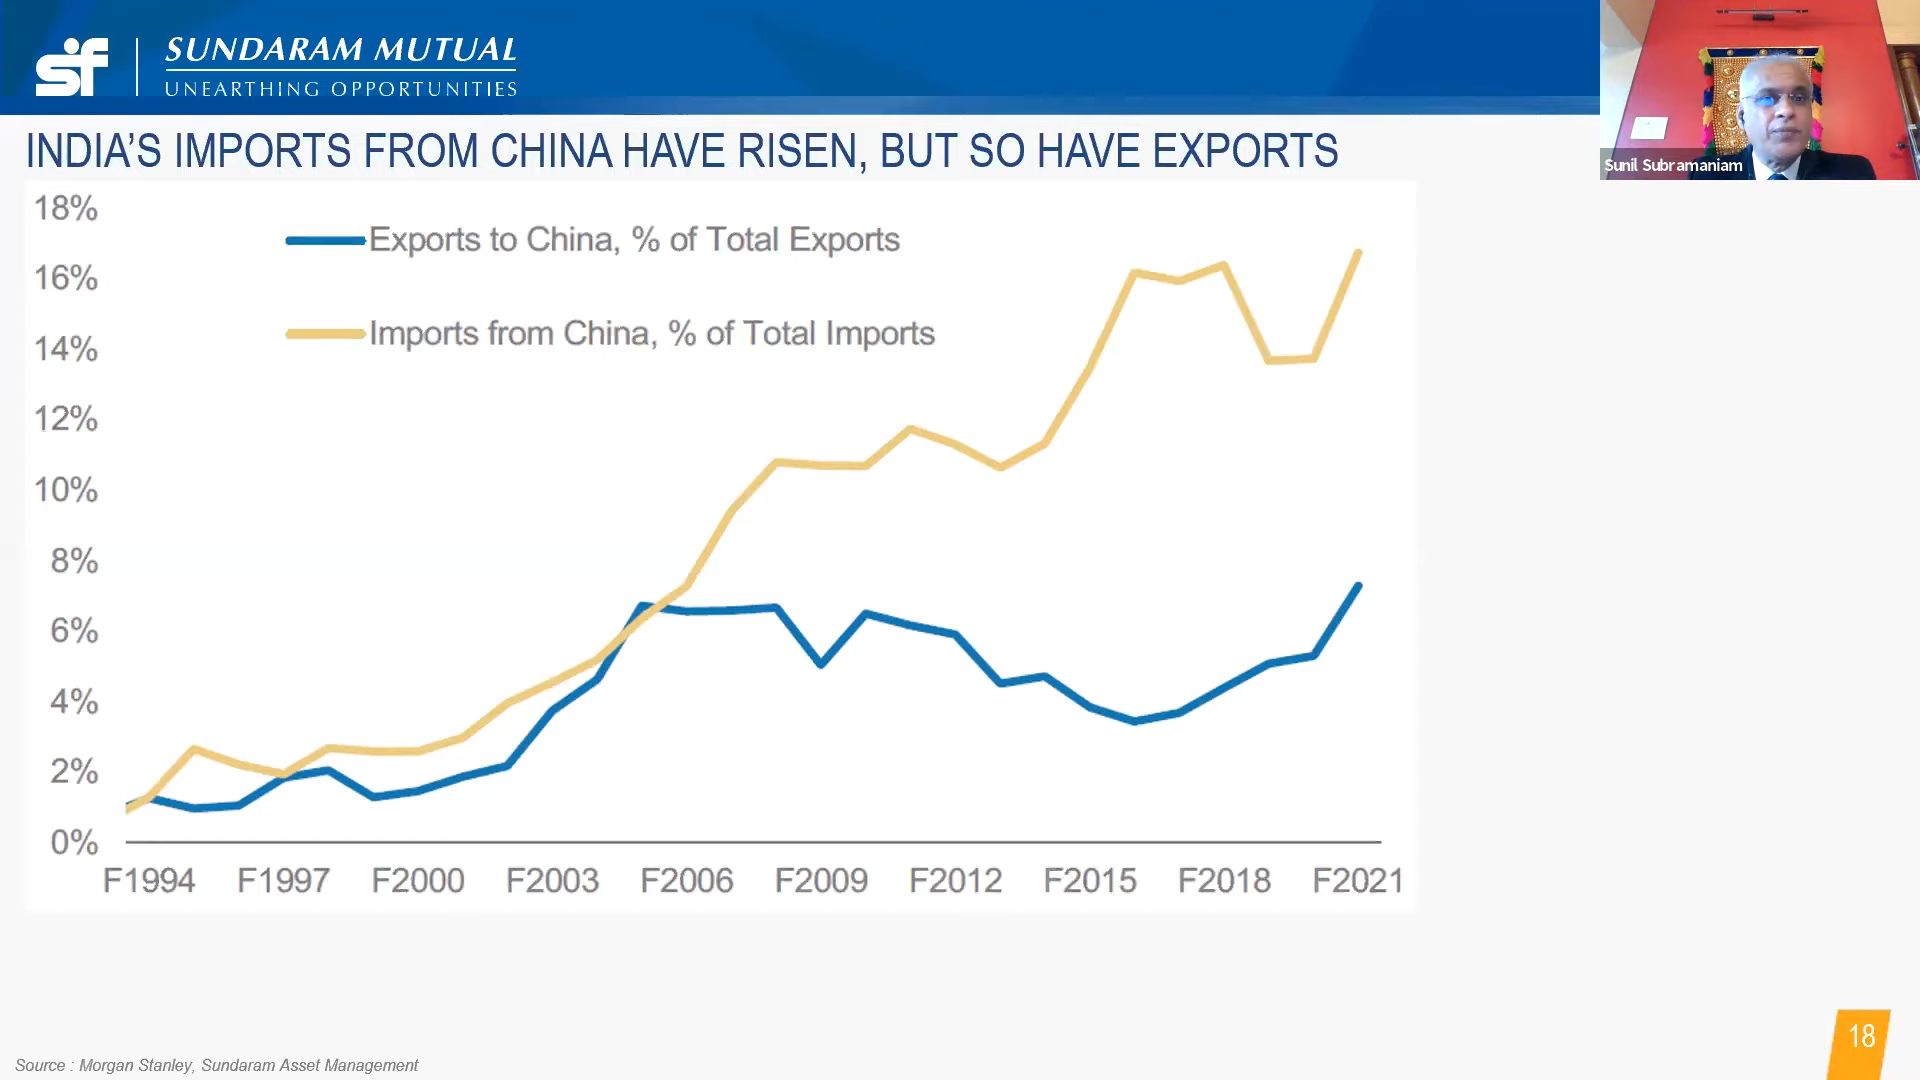 sf
SUNDARAM MUTUAL
UNEARTHING OPPORTUNITIES
Sunil Subramaniam
INDIA’S IMPORTS FROM CHINA HAVE RISEN, BUT SO HAVE EXPORTS
18%
16%
14%
12%
10%
8%
6%
4%
2%
0%
Exports to China, % of Total Exports
Imports from China, % of Total Imports
F1994 F1997 F2000 F2003 F2006 F2009 F2012 F2015 F2018 F2021
Source : Morgan Stanley, Sundaram Asset Management
18